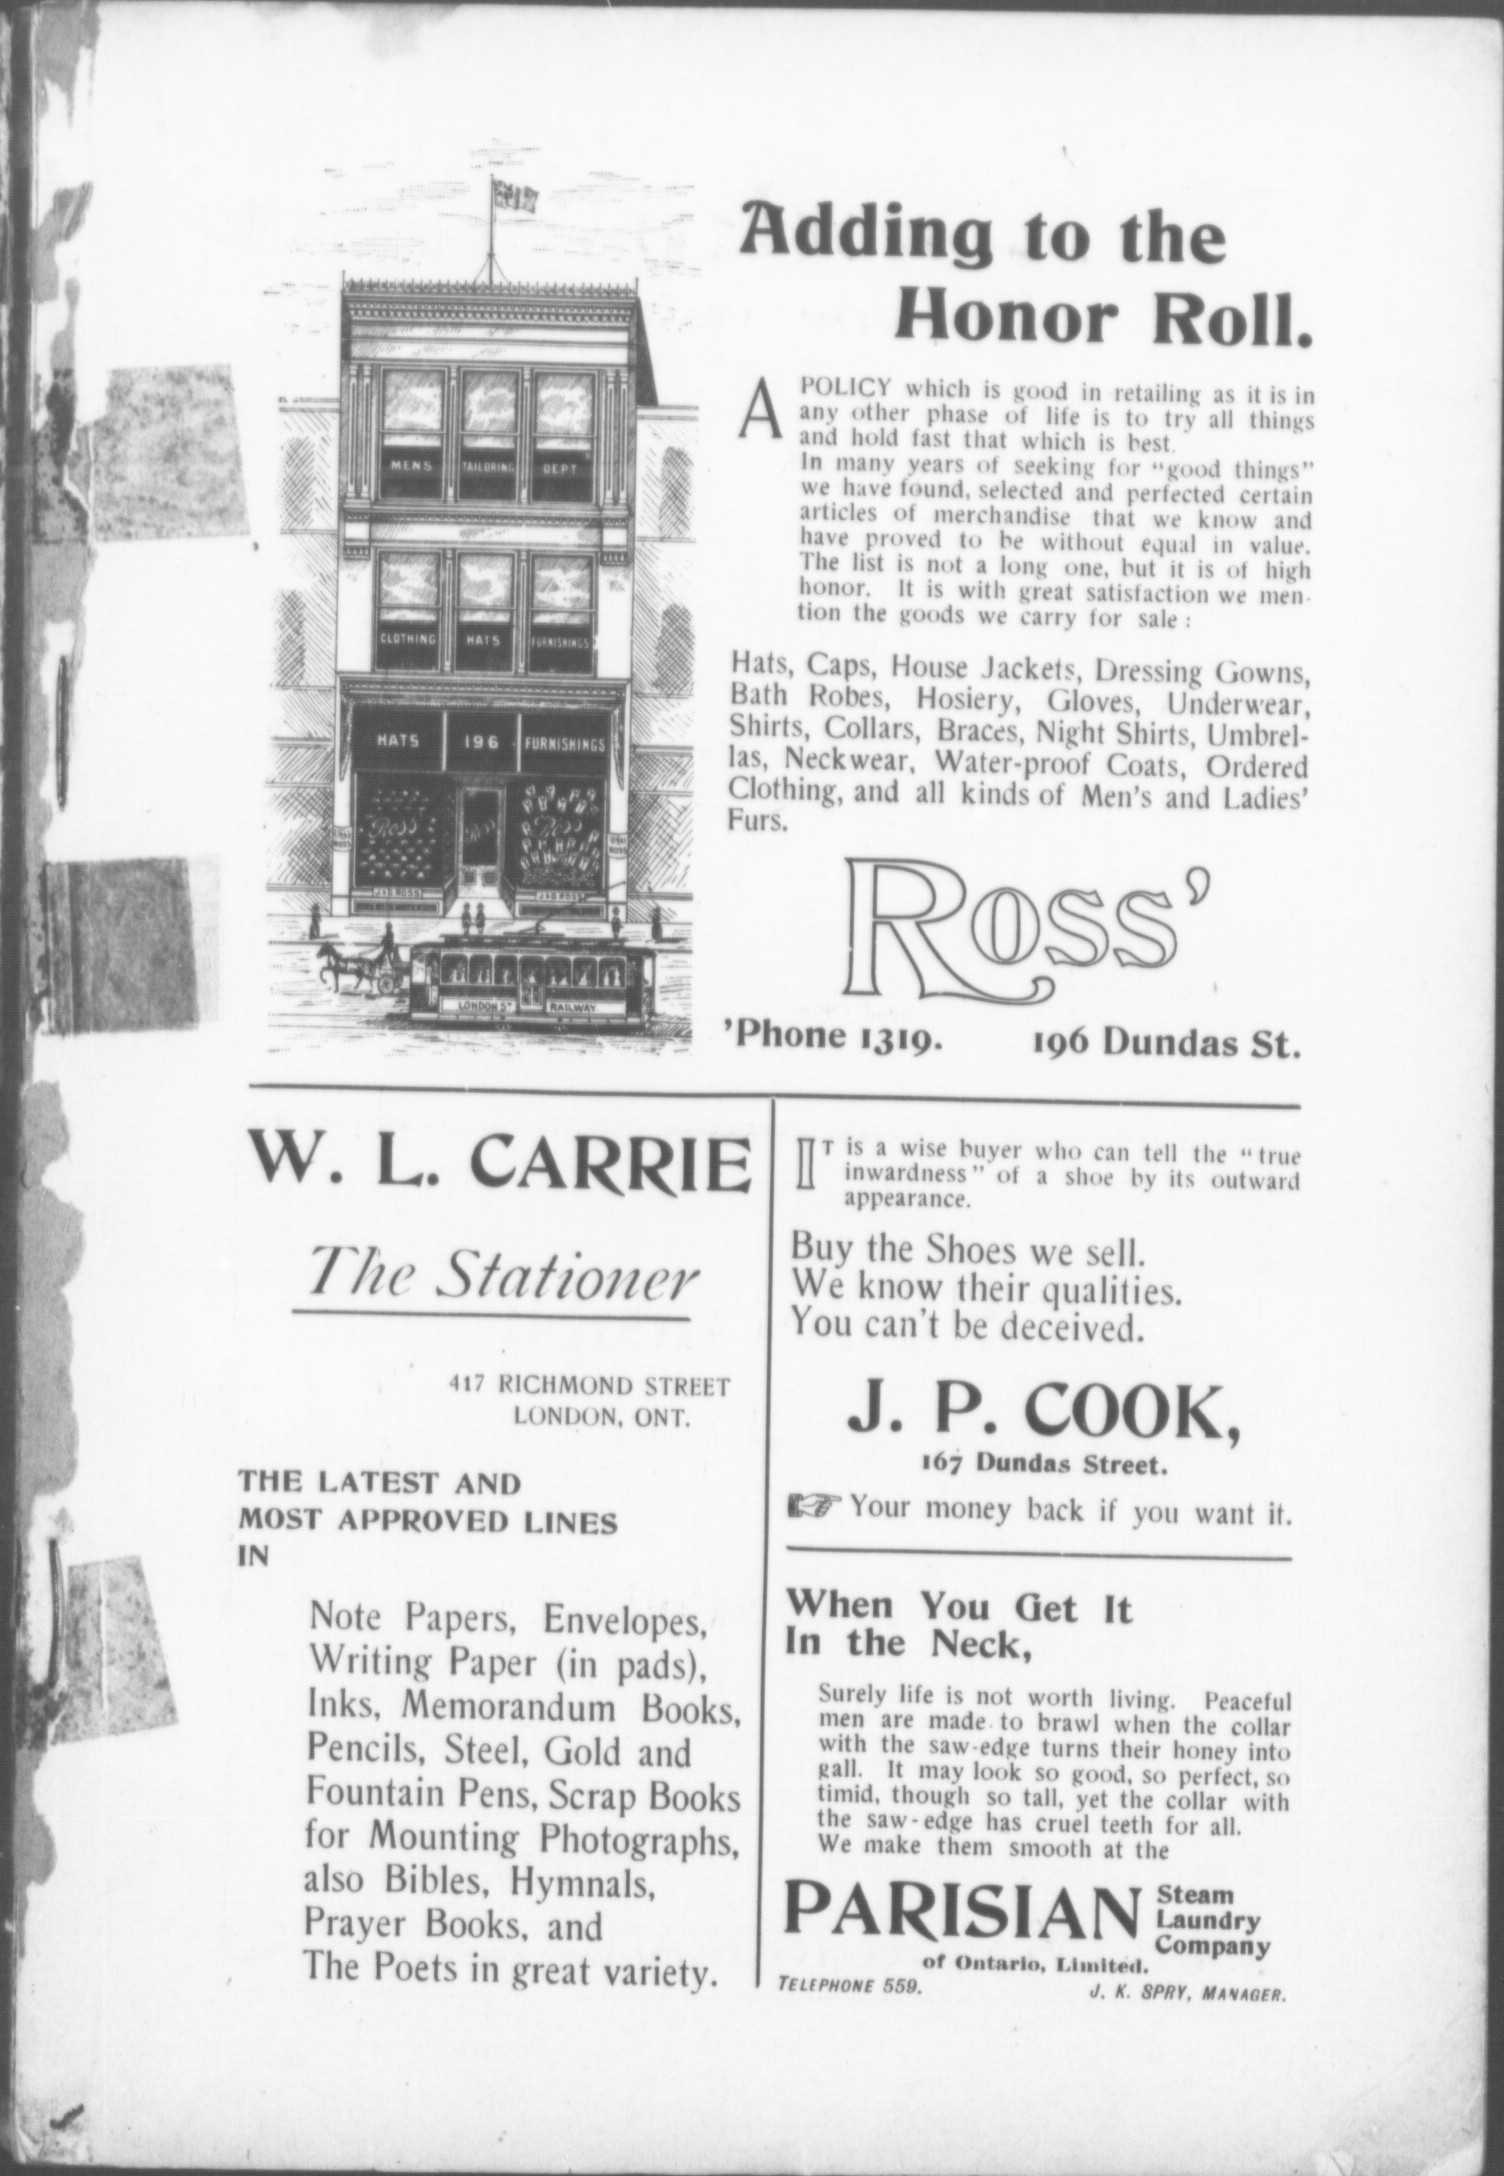 Adding to the
Honor Roll.
A POLICY which is good in retailing as it is in
any other phase of life is to try all things
and hold fast that which is best.
In many years of seeking for "good things"
we have found, selected and perfected certain
articles of merchandise that we know and
have proved to be without equal in value.
The list is not a long one, but it is of high
honor. It is with great satisfaction we men-
tion the goods we carry for sale :
Hats, Caps, House Jackets, Dressing Gowns,
Bath Robes, Hosiery, Gloves, Underwear,
Shirts, Collars, Braces, Night Shirts, Umbrel-
las, Neckwear, Water-proof Coats, Ordered
Clothing, and all kinds of Men's and Ladies'
Furs.
Ross'
'Phone 1319. 196 Dundas St.
MENS TAILORING DEPT
CLOTHING HATS FURNISHINGS
HATS 196 FURNISHINGS
Ross Ross Ross
ROSS ROSS
J & D ROSS J & D ROSS
LONDON ST RAILWAY
W. L. CARRIE
The Stationer
417 RICHMOND STREET
LONDON, ONT.
THE LATEST AND
MOST APPROVED LINES
IN
Note Papers, Envelopes,
Writing Paper (in pads),
Inks, Memorandum Books,
Pencils, Steel, Gold and
Fountain Pens, Scrap Books
for Mounting Photographs,
also Bibles, Hymnals,
Prayer Books, and
The Poets in great variety.
IT is a wise buyer who can tell the "true
inwardness" of a shoe by its outward
appearance.
Buy the Shoes we sell.
We know their qualities.
You can't be deceived.
J. P. COOK,
167 Dundas Street.
☞ Your money back if you want it.
When You Get It
In the Neck,
Surely life is not worth living. Peaceful
men are made to brawl when the collar
with the saw-edge turns their honey into
gall. It may look so good, so perfect, so
timid, though so tall, yet the collar with
the saw-edge has cruel teeth for all.
We make them smooth at the
PARISIAN Steam
Laundry
Company
of Ontario, Limited.
TELEPHONE 559. J. K. SPRY, MANAGER.